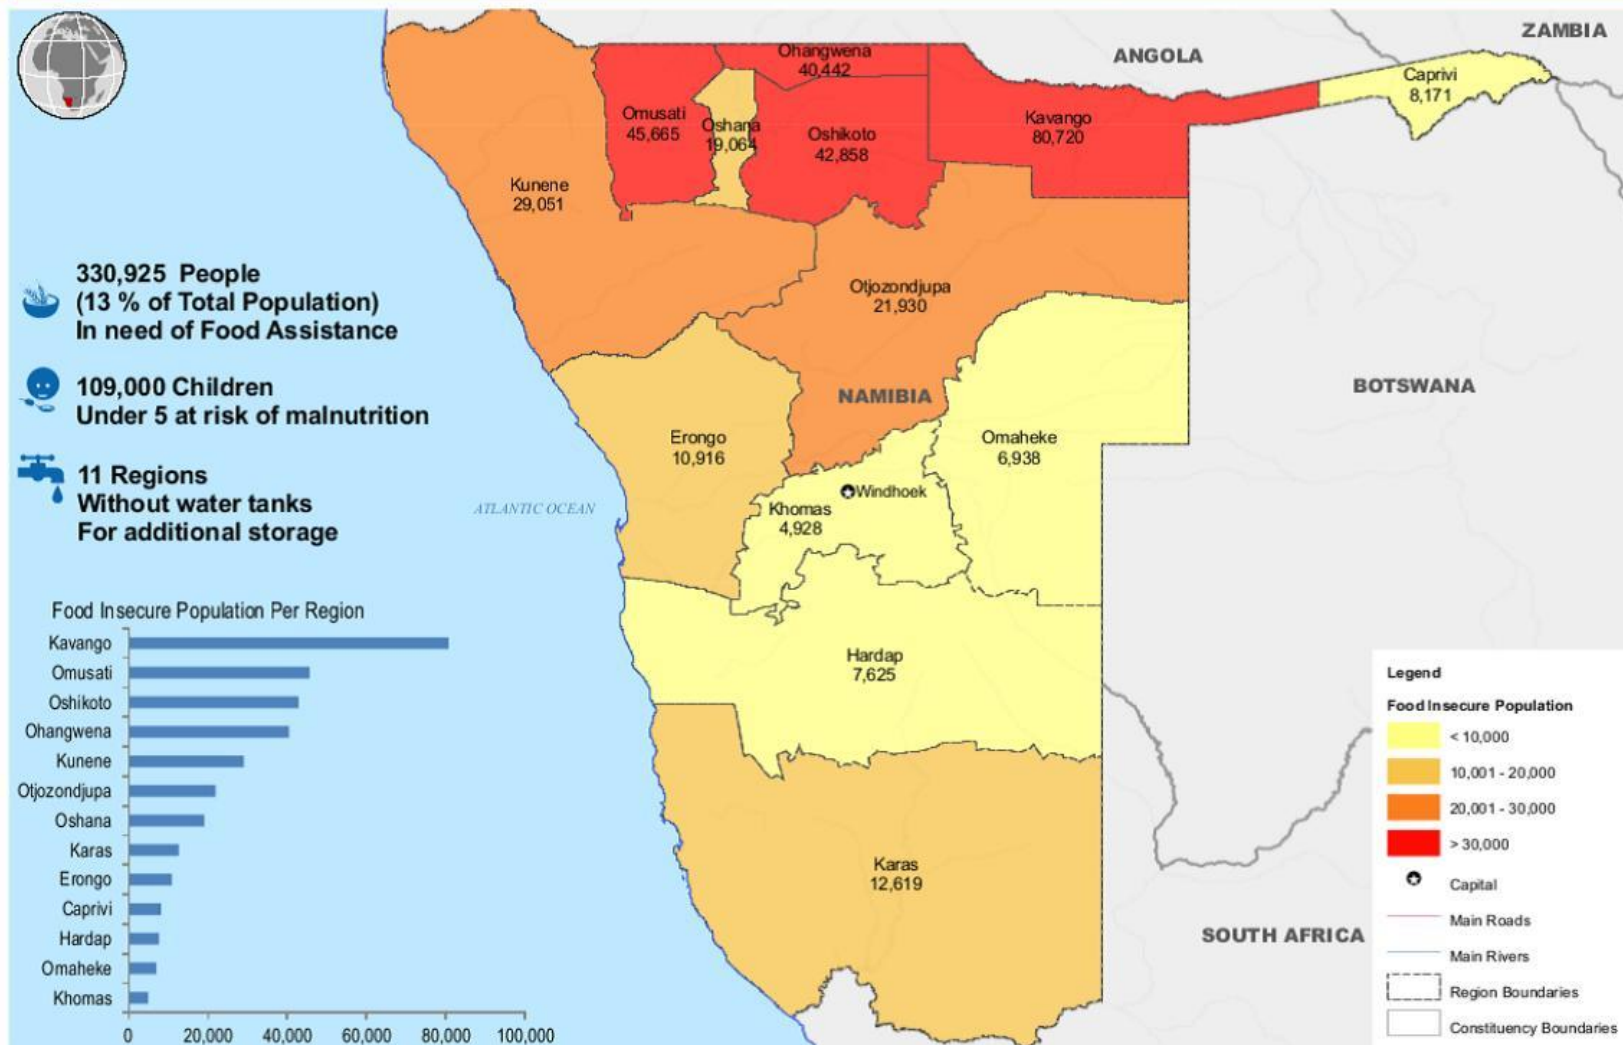 330,925 People
(13 % of Total Population)
In need of Food Assistance
109,000 Children
Under 5 at risk of malnutrition
11 Regions
Without water tanks
For additional storage
Food Insecure Population Per Region
Kavango
Omusati
Oshikoto
Ohangwena
Kunene
Otjozondjupa
Oshana
Karas
Erongo
Caprivi
Hardap
Omaheke
Khomas
0 20,000 40,000 60,000 80,000 100,000
ZAMBIA
ANGOLA
Ohangwena
40,442
Caprivi
8,171
Omusati
45,665
Oshana
19,064
Oshikoto
42,858
Kavango
80,720
Kunene
29,051
Otjozondjupa
21,930
NAMIBIA
BOTSWANA
Erongo
10,916
Omaheke
6,938
Windhoek
Khomas
4,928
ATLANTIC OCEAN
Hardap
7,625
Karas
12,619
SOUTH AFRICA
Legend
Food Insecure Population
< 10,000
10,001 - 20,000
20,001 - 30,000
> 30,000
Capital
Main Roads
Main Rivers
Region Boundaries
Constituency Boundaries